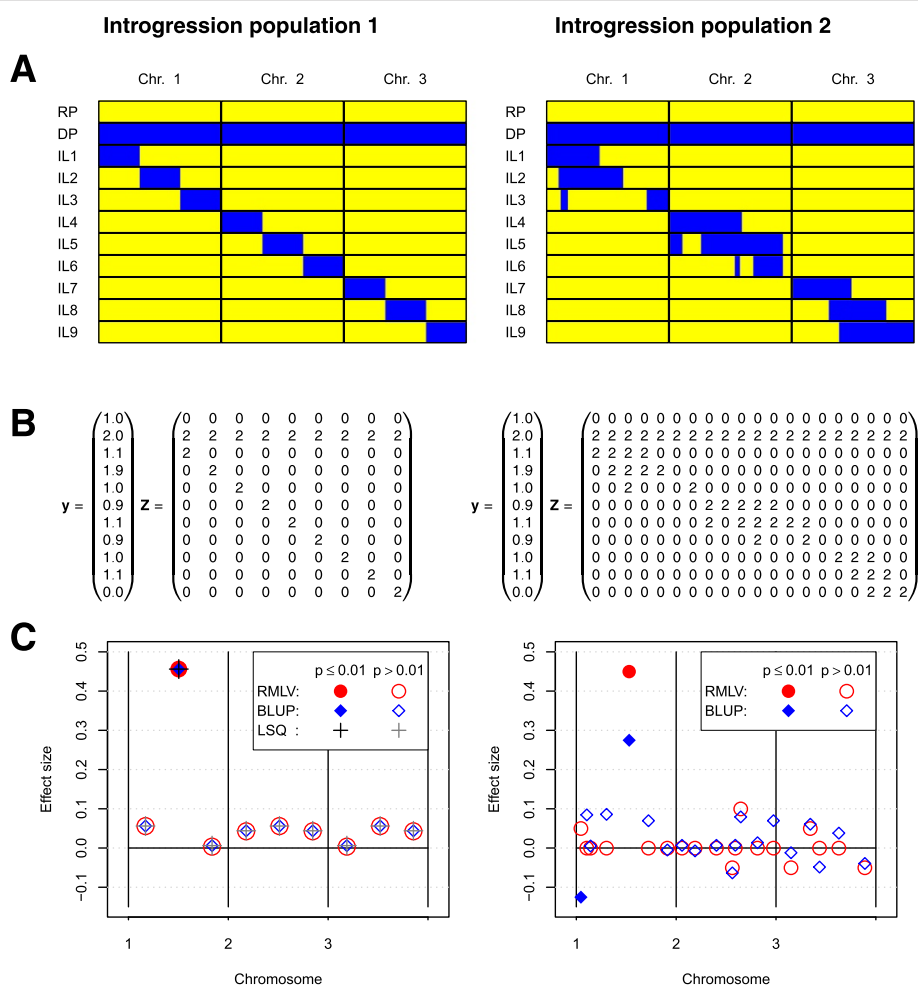 Introgression population 1
Introgression population 2
A
Chr. 1 Chr. 2 Chr. 3
Chr. 1 Chr. 2 Chr. 3
RP
DP
IL1
IL2
IL3
IL4
IL5
IL6
IL7
IL8
IL9
RP
DP
IL1
IL2
IL3
IL4
IL5
IL6
IL7
IL8
IL9
B
y =
1.0
2.0
1.1
1.9
1.0
0.9
1.1
0.9
1.0
1.1
0.0
Z =
0 0 0 0 0 0 0 0 0
2 2 2 2 2 2 2 2 2
2 0 0 0 0 0 0 0 0
0 2 0 0 0 0 0 0 0
0 0 2 0 0 0 0 0 0
0 0 0 2 0 0 0 0 0
0 0 0 0 2 0 0 0 0
0 0 0 0 0 2 0 0 0
0 0 0 0 0 0 2 0 0
0 0 0 0 0 0 0 2 0
0 0 0 0 0 0 0 0 2
y =
1.0
2.0
1.1
1.9
1.0
0.9
1.1
0.9
1.0
1.1
0.0
Z =
0 0 0 0 0 0 0 0 0 0 0 0 0 0 0 0 0 0 0 0
2 2 2 2 2 2 2 2 2 2 2 2 2 2 2 2 2 2 2 2
2 2 2 2 0 0 0 0 0 0 0 0 0 0 0 0 0 0 0 0
0 2 2 2 2 0 0 0 0 0 0 0 0 0 0 0 0 0 0 0
0 0 2 0 0 0 2 0 0 0 0 0 0 0 0 0 0 0 0 0
0 0 0 0 0 0 0 2 2 2 2 2 0 0 0 0 0 0 0 0
0 0 0 0 0 0 0 2 0 2 2 2 2 2 0 0 0 0 0 0
0 0 0 0 0 0 0 0 0 0 2 0 0 2 0 0 0 0 0 0
0 0 0 0 0 0 0 0 0 0 0 0 0 0 0 2 2 2 0 0
0 0 0 0 0 0 0 0 0 0 0 0 0 0 0 0 2 2 2 0
0 0 0 0 0 0 0 0 0 0 0 0 0 0 0 0 0 2 2 2
C
Effect size
0.5
0.4
0.3
0.2
0.1
0.0
−0.1
p ≤ 0.01 p > 0.01
RMLV:
BLUP:
LSQ :
1 2 3
Chromosome
Effect size
0.5
0.4
0.3
0.2
0.1
0.0
−0.1
p ≤ 0.01 p > 0.01
RMLV:
BLUP:
1 2 3
Chromosome